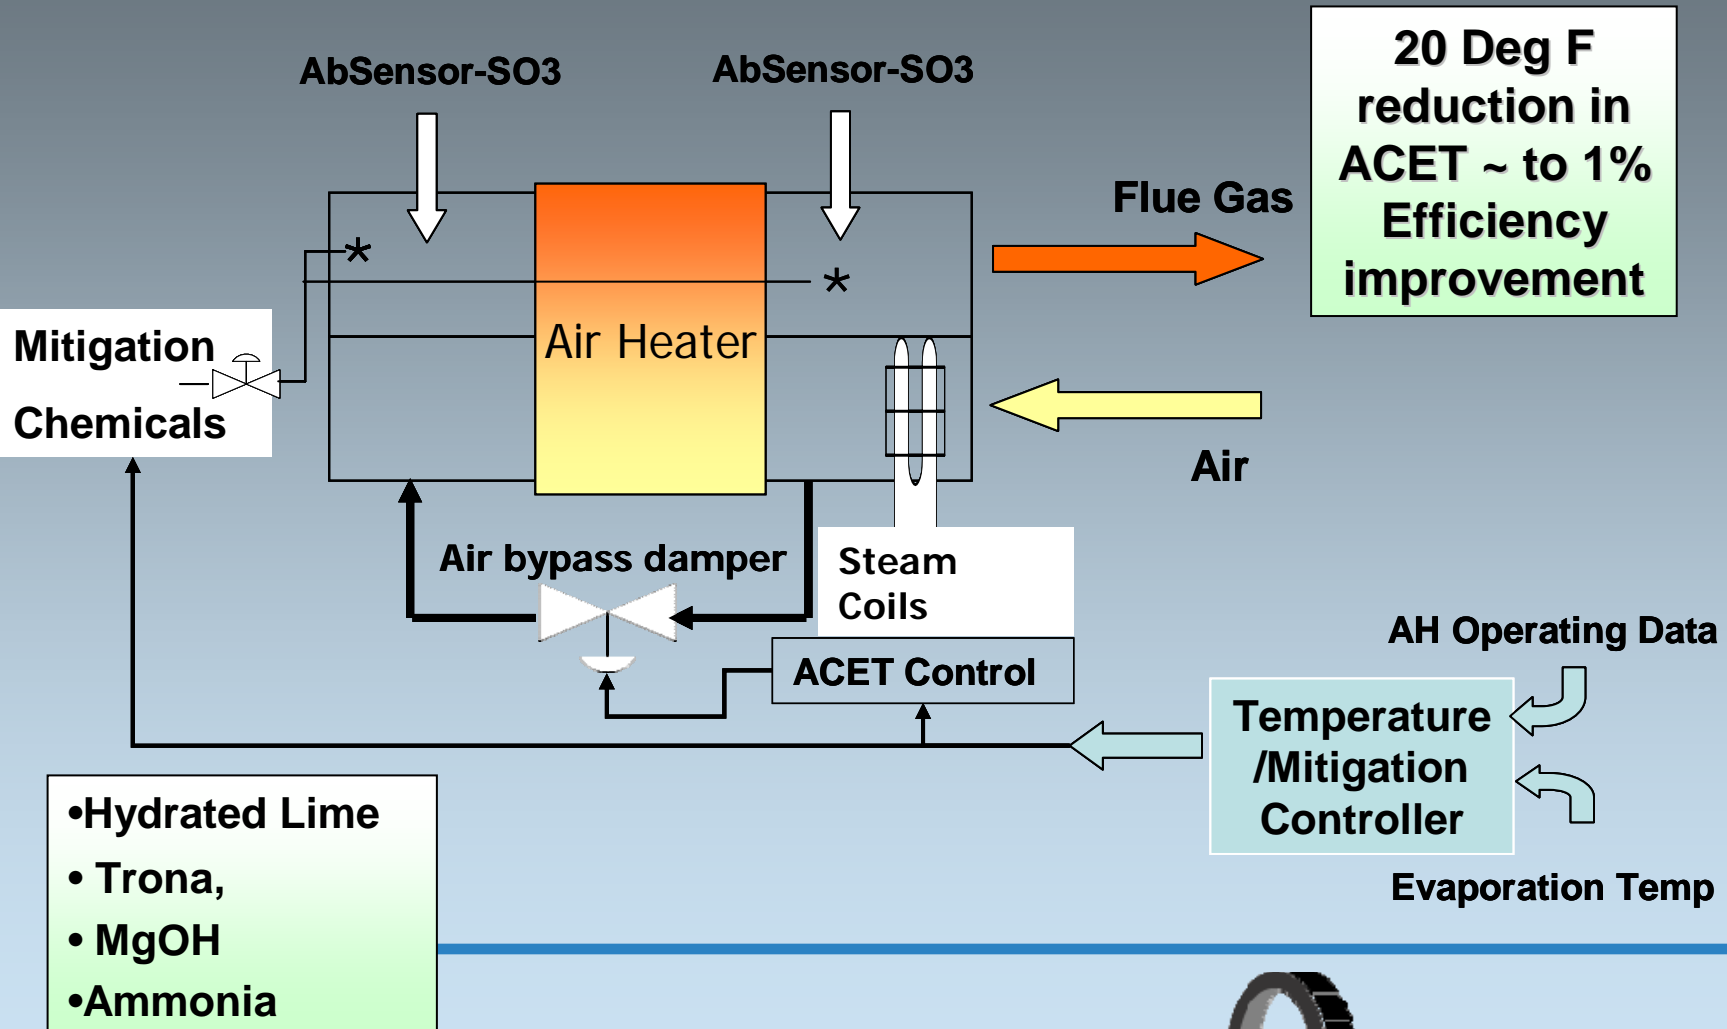 AbSensor-SO3
AbSensor-SO3
20 Deg F
reduction in
ACET ~ to 1%
Efficiency
improvement
Flue Gas
Air Heater
Mitigation
Chemicals
Air
Air bypass damper
Steam
Coils
ACET Control
AH Operating Data
Temperature
/Mitigation
Controller
Evaporation Temp
•Hydrated Lime
• Trona,
• MgOH
•Ammonia